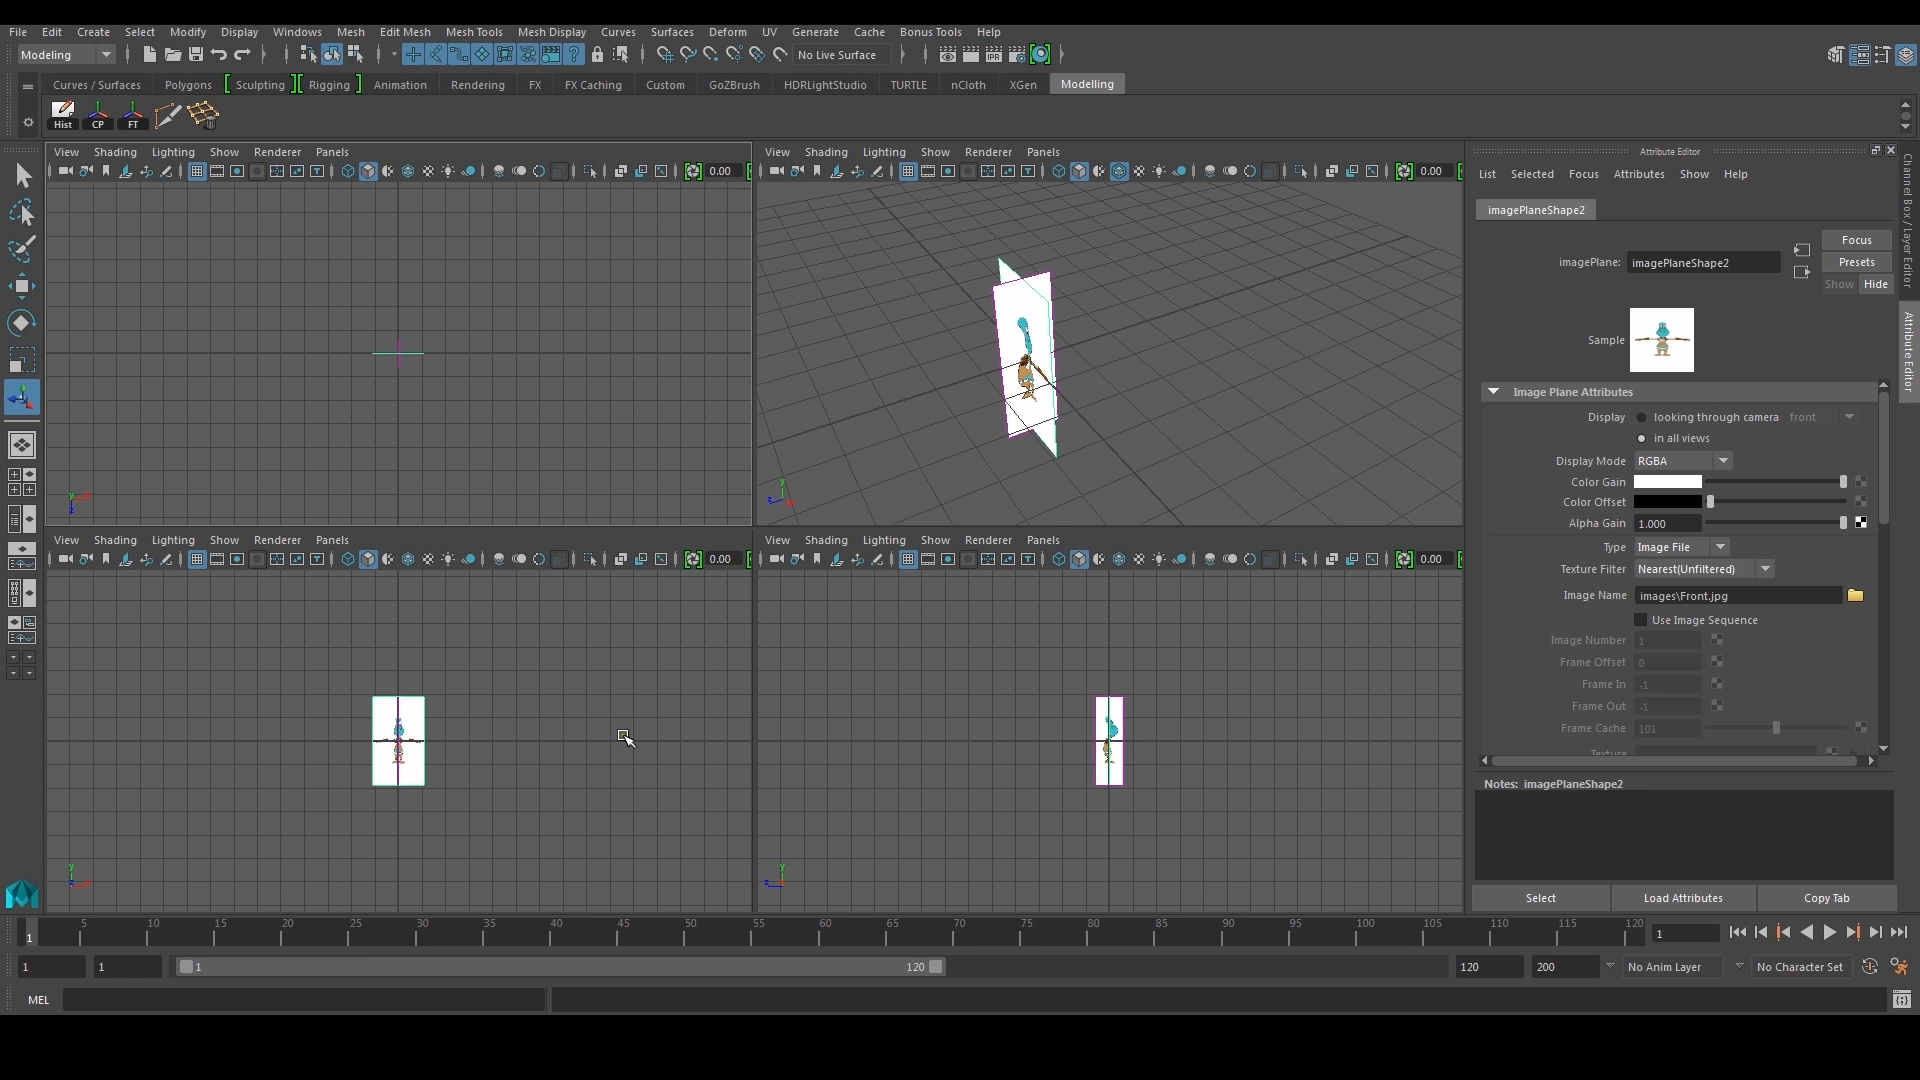 File Edit Create Select Modify Display Windows Mesh Edit Mesh Mesh Tools Mesh Display Curves Surfaces Deform UV Generate Cache Bonus Tools Help
Modeling No Live Surface IPR
Curves / Surfaces Polygons Sculpting Rigging Animation Rendering FX FX Caching Custom GoZBrush HDRLightStudio TURTLE nCloth XGen Modelling
Hist CP FT
View Shading Lighting Show Renderer Panels
0.00
View Shading Lighting Show Renderer Panels
0.00
Attribute Editor
List Selected Focus Attributes Show Help
imagePlaneShape2
imagePlane: imagePlaneShape2
Focus
Presets
Show Hide
Sample
Image Plane Attributes
Display looking through camera front
in all views
Display Mode RGBA
Color Gain
Color Offset
Alpha Gain 1.000
Type Image File
Texture Filter Nearest(Unfiltered)
Image Name images\Front.jpg
Use Image Sequence
Image Number 1
Frame Offset 0
Frame In -1
Frame Out -1
Frame Cache 101
Notes: imagePlaneShape2
Select Load Attributes Copy Tab
Channel Box / Layer Editor
Attribute Editor
y
z
y
z
View Shading Lighting Show Renderer Panels
0.00
View Shading Lighting Show Renderer Panels
0.00
y
z
y
z
1 5 10 15 20 25 30 35 40 45 50 55 60 65 70 75 80 85 90 95 100 105 110 115 120 1
1 1 1 120 120 200 No Anim Layer No Character Set
MEL